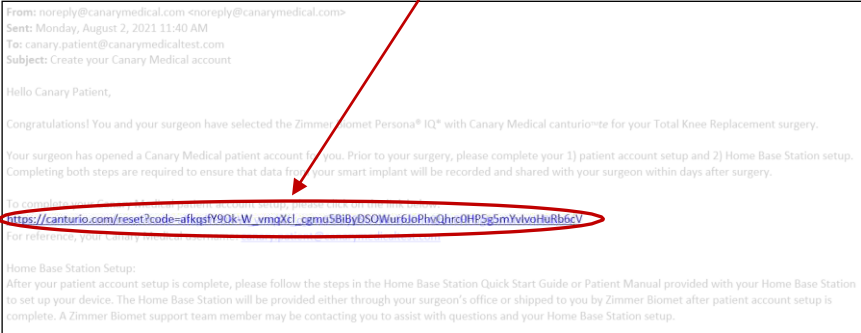 From: noreply@canarymedical.com <noreply@canarymedical.com>
Sent: Monday, August 2, 2021 11:40 AM
To: canary.patient@canarymedicaltest.com
Subject: Create your Canary Medical account
Hello Canary Patient,
Congratulations! You and your surgeon have selected the Zimmer Biomet Persona® IQ® with Canary Medical canturio™te for your Total Knee Replacement surgery.
Your surgeon has opened a Canary Medical patient account for you. Prior to your surgery, please complete your 1) patient account setup and 2) Home Base Station setup.
Completing both steps are required to ensure that data from your smart implant will be recorded and shared with your surgeon within days after surgery.
To complete your Canary Medical patient account setup, please click on the link below:
For reference, your Canary Medical
Home Base Station Setup:
After your patient account setup is complete, please follow the steps in the Home Base Station Quick Start Guide or Patient Manual provided with your Home Base Station
to set up your device. The Home Base Station will be provided either through your surgeon's office or shipped to you by Zimmer Biomet after patient account setup is
complete. A Zimmer Biomet support team member may be contacting you to assist with questions and your Home Base Station setup.